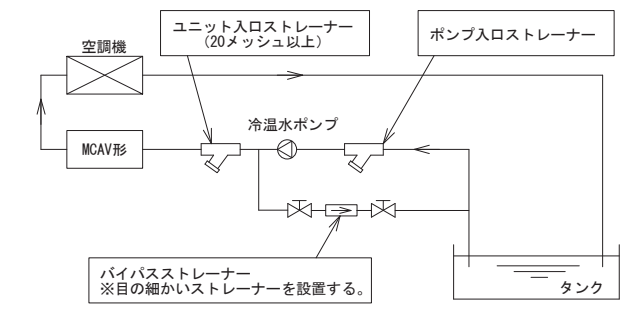 ユニット入口ストレーナー
（20メッシュ以上）
ポンプ入口ストレーナー
空調機
冷温水ポンプ
MCAV形
バイパスストレーナー
※目の細かいストレーナーを設置する。
タンク